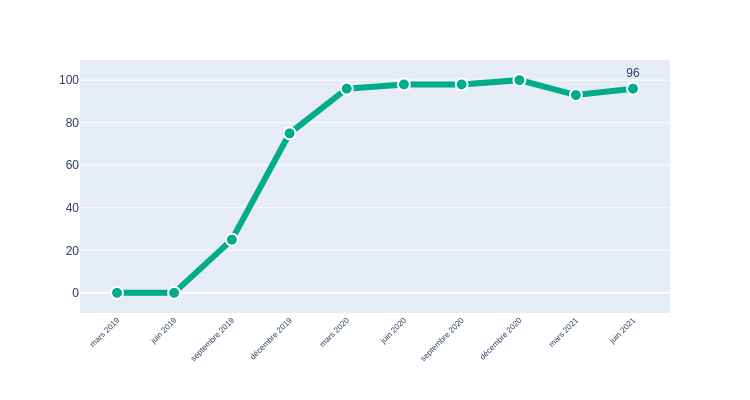 96
100
80
60
40
20
0
mars 2019
juin 2019
septembre 2019
décembre 2019
mars 2020
juin 2020
septembre 2020
décembre 2020
mars 2021
juin 2021